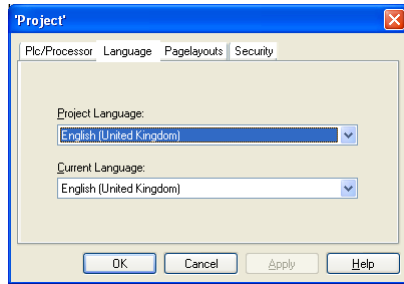 'Project'
Plc/Processor Language Pagelayouts Security
Project Language:
English (United Kingdom)
Current Language:
English (United Kingdom)
OK Cancel Apply Help